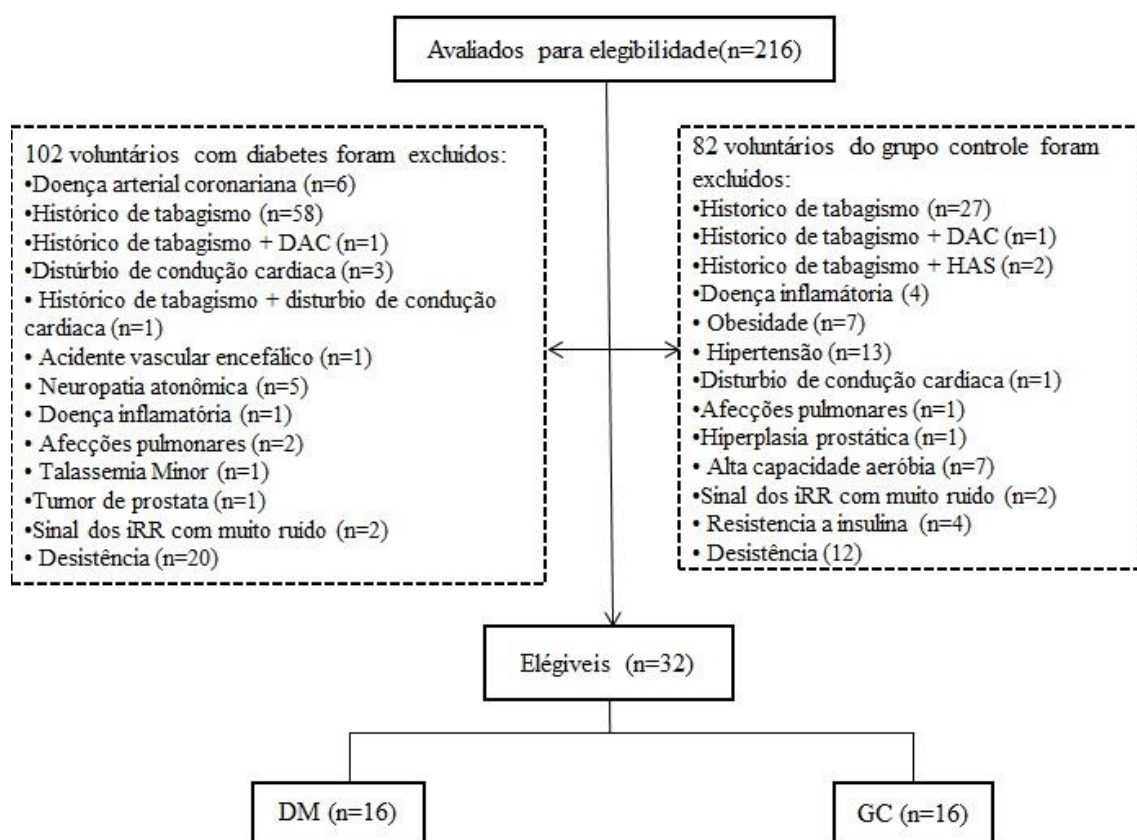 Avaliados para elegibilidade(n=216)
102 voluntários com diabetes foram excluídos:
•Doença arterial coronariana (n=6)
•Histórico de tabagismo (n=58)
•Histórico de tabagismo + DAC (n=1)
•Distúrbio de condução cardíaca (n=3)
• Histórico de tabagismo + disturbio de condução
cardíaca (n=1)
• Acidente vascular encefálico (n=1)
• Neuropatia atonômica (n=5)
• Doença inflamatória (n=1)
• Afecções pulmonares (n=2)
• Talassemia Minor (n=1)
•Tumor de prostata (n=1)
•Sinal dos iRR com muito ruído (n=2)
• Desistência (n=20)
82 voluntários do grupo controle foram
excluídos:
•Historico de tabagismo (n=27)
•Historico de tabagismo + DAC (n=1)
•Historico de tabagismo + HAS (n=2)
•Doença inflamátoria (4)
• Obesidade (n=7)
• Hipertensão (n=13)
•Disturbio de condução cardíaca (n=1)
•Afecções pulmonares (n=1)
•Hiperplasia prostática (n=1)
• Alta capacidade aeróbia (n=7)
•Sinal dos iRR com muito ruído (n=2)
• Resistencia a insulina (n=4)
• Desistência (12)
Elégiveis (n=32)
DM (n=16)
GC (n=16)